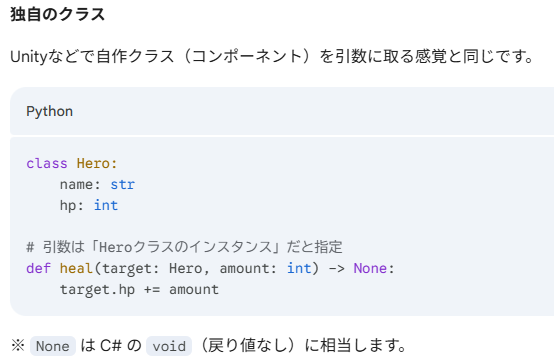 独自のクラス
Unityなどで自作クラス（コンポーネント）を引数に取る感覚と同じです。
Python
class Hero:
    name: str
    hp: int
# 引数は「Heroクラスのインスタンス」だと指定
def heal(target: Hero, amount: int) -> None:
    target.hp += amount
※ None は C# の void（戻り値なし）に相当します。